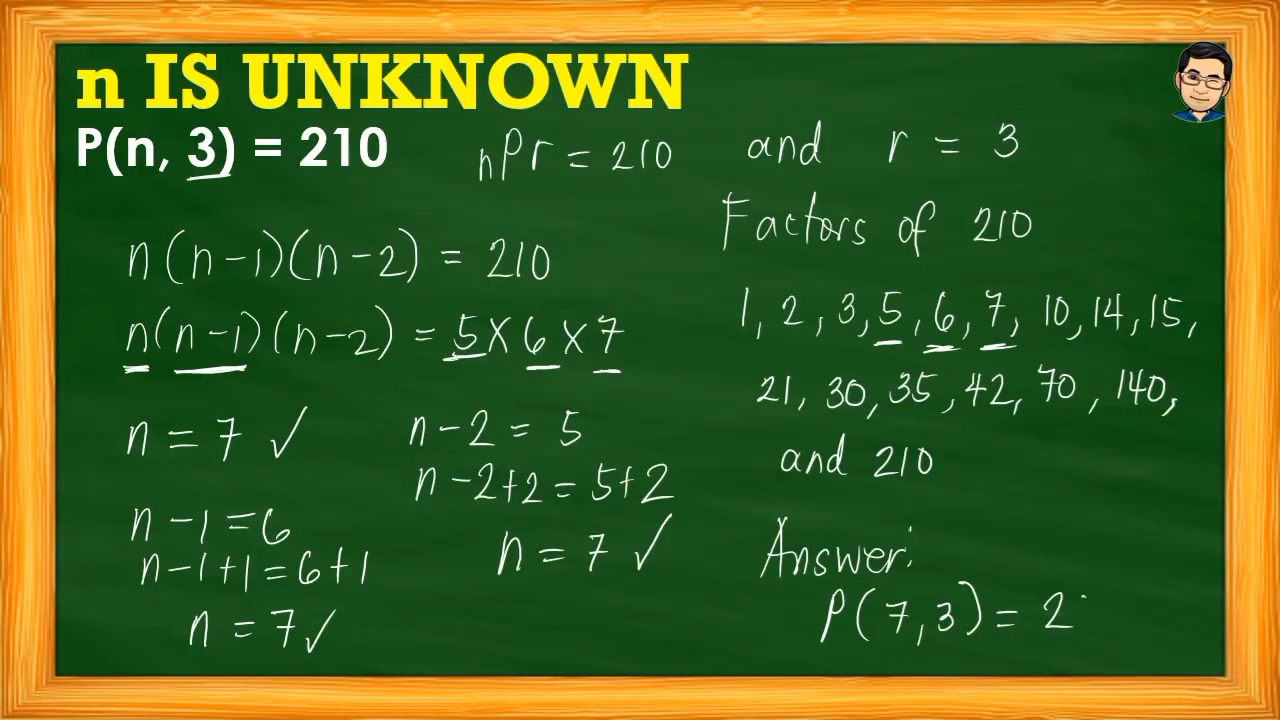 n IS UNKNOWN
P(n, 3) = 210
nPr = 210 and r = 3
n(n-1)(n-2) = 210
n(n-1)(n-2) = 5×6×7
n = 7 ✓
n-1=6
n-1+1=6+1
n = 7✓
n-2 = 5
n-2+2=5+2
n = 7 ✓
Factors of 210
1, 2, 3, 5, 6, 7, 10, 14, 15,
21, 30, 35, 42, 70, 140,
and 210
Answer:
P(7,3) = 2